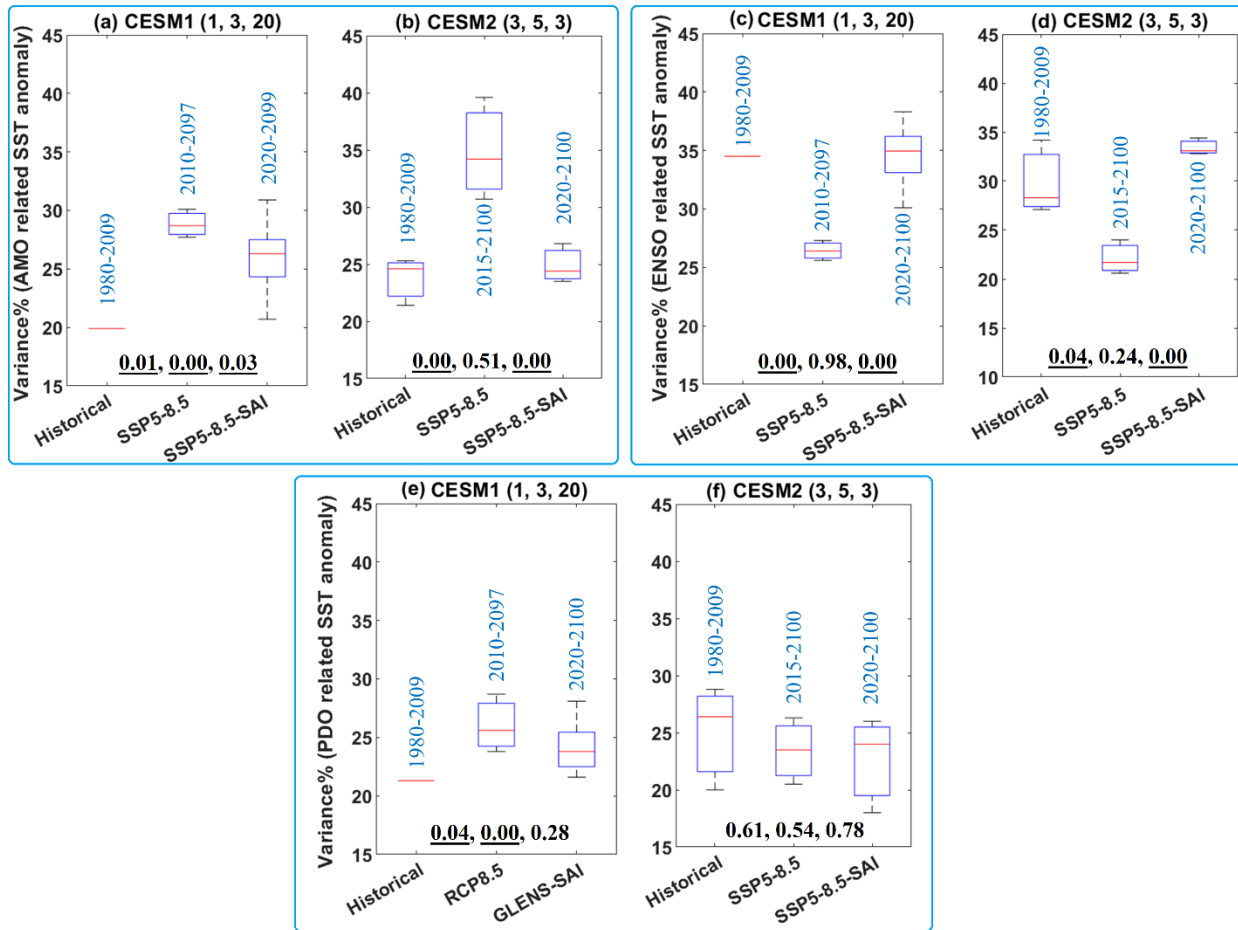 (a) CESM1 (1, 3, 20)
Variance% (AMO related SST anomaly)
45
40
35
30
25
20
15
1980-2009
2010-2097
2020-2099
0.01, 0.00, 0.03
Historical
SSP5-8.5
SSP5-8.5-SAI
(b) CESM2 (3, 5, 3)
45
40
35
30
25
20
15
1980-2009
2015-2100
2020-2100
0.00, 0.51, 0.00
Historical
SSP5-8.5
SSP5-8.5-SAI
(c) CESM1 (1, 3, 20)
Variance% (ENSO related SST anomaly)
45
40
35
30
25
20
15
1980-2009
2010-2097
2020-2100
0.00, 0.98, 0.00
Historical
SSP5-8.5
SSP5-8.5-SAI
(d) CESM2 (3, 5, 3)
45
40
35
30
25
20
15
10
1980-2009
2015-2100
2020-2100
0.04, 0.24, 0.00
Historical
SSP5-8.5
SSP5-8.5-SAI
(e) CESM1 (1, 3, 20)
Variance% (PDO related SST anomaly)
45
40
35
30
25
20
15
1980-2009
2010-2097
2020-2100
0.04, 0.00, 0.28
Historical
RCP8.5
GLENS-SAI
(f) CESM2 (3, 5, 3)
45
40
35
30
25
20
15
1980-2009
2015-2100
2020-2100
0.61, 0.54, 0.78
Historical
SSP5-8.5
SSP5-8.5-SAI